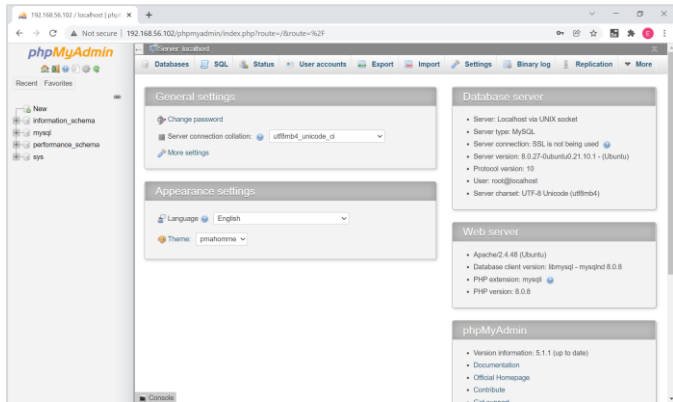 192.168.56.102 / localhost | phpM
Not secure | 192.168.56.102/phpmyadmin/index.php?route=/&route=%2F
E
phpMyAdmin
Recent Favorites
New
information_schema
mysql
performance_schema
sys
Server: localhost
Databases SQL Status User accounts Export Import Settings Binary log Replication More
General settings
Change password
Server connection collation: utf8mb4_unicode_ci
More settings
Appearance settings
Language English
Theme: pmahomme
Database server
Server: Localhost via UNIX socket
Server type: MySQL
Server connection: SSL is not being used
Server version: 8.0.27-0ubuntu0.21.10.1 - (Ubuntu)
Protocol version: 10
User: root@localhost
Server charset: UTF-8 Unicode (utf8mb4)
Web server
Apache/2.4.48 (Ubuntu)
Database client version: libmysql - mysqlnd 8.0.8
PHP extension: mysqli
PHP version: 8.0.8
phpMyAdmin
Version information: 5.1.1 (up to date)
Documentation
Official Homepage
Contribute
Get support
Console